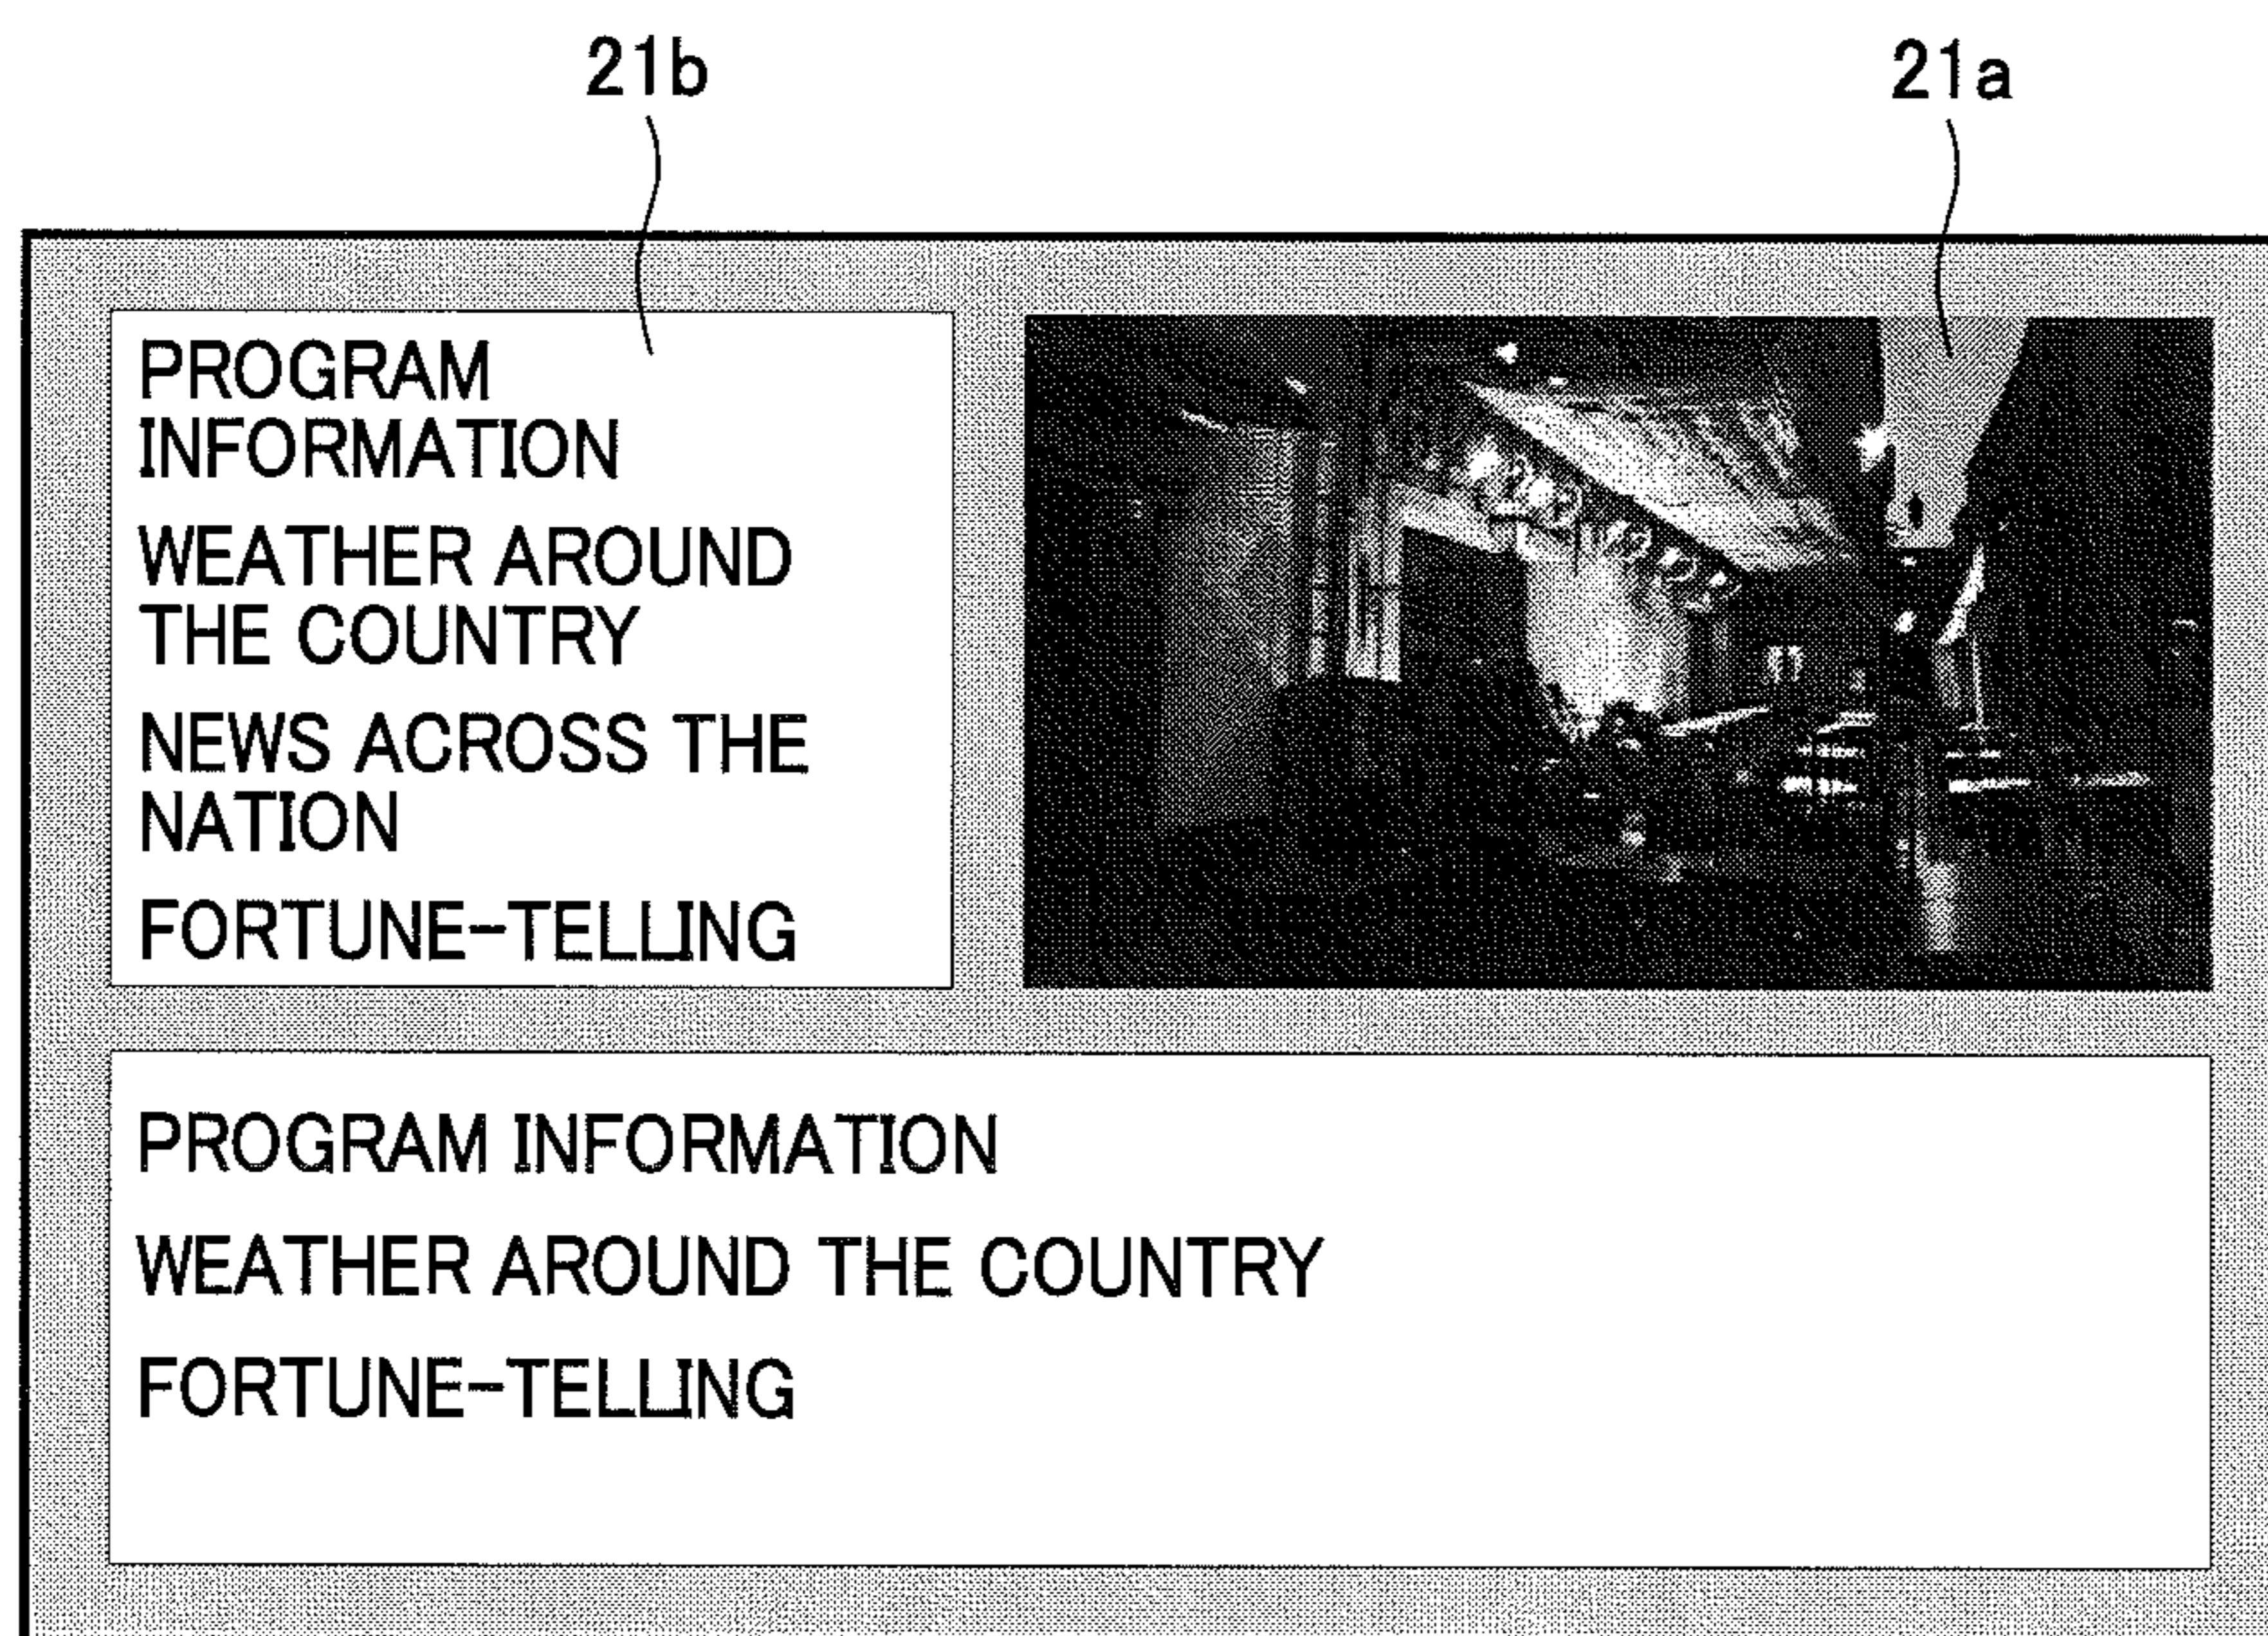 21b
21a
PROGRAM
INFORMATION
WEATHER AROUND
THE COUNTRY
NEWS ACROSS THE
NATION
FORTUNE-TELLING
PROGRAM INFORMATION
WEATHER AROUND THE COUNTRY
FORTUNE-TELLING